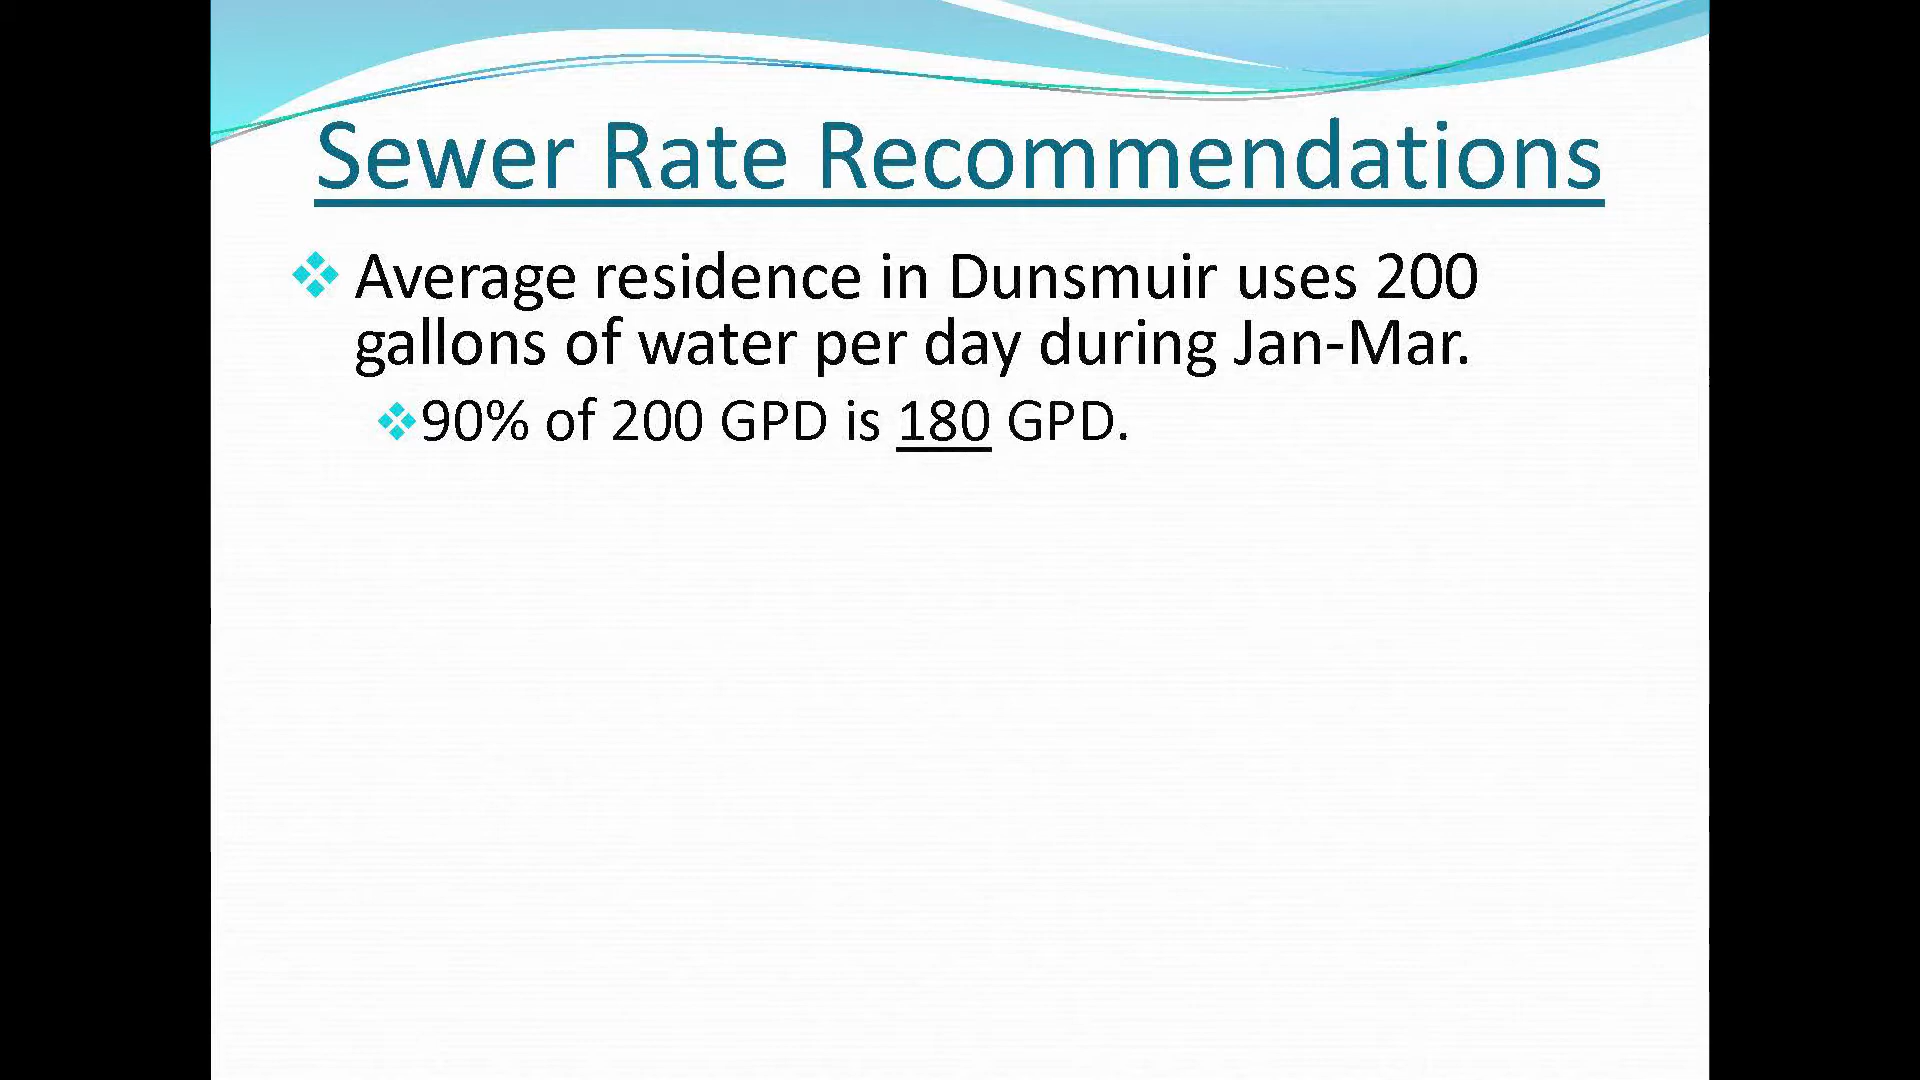 Sewer Rate Recommendations
Average residence in Dunsmuir uses 200
gallons of water per day during Jan-Mar.
90% of 200 GPD is 180 GPD.